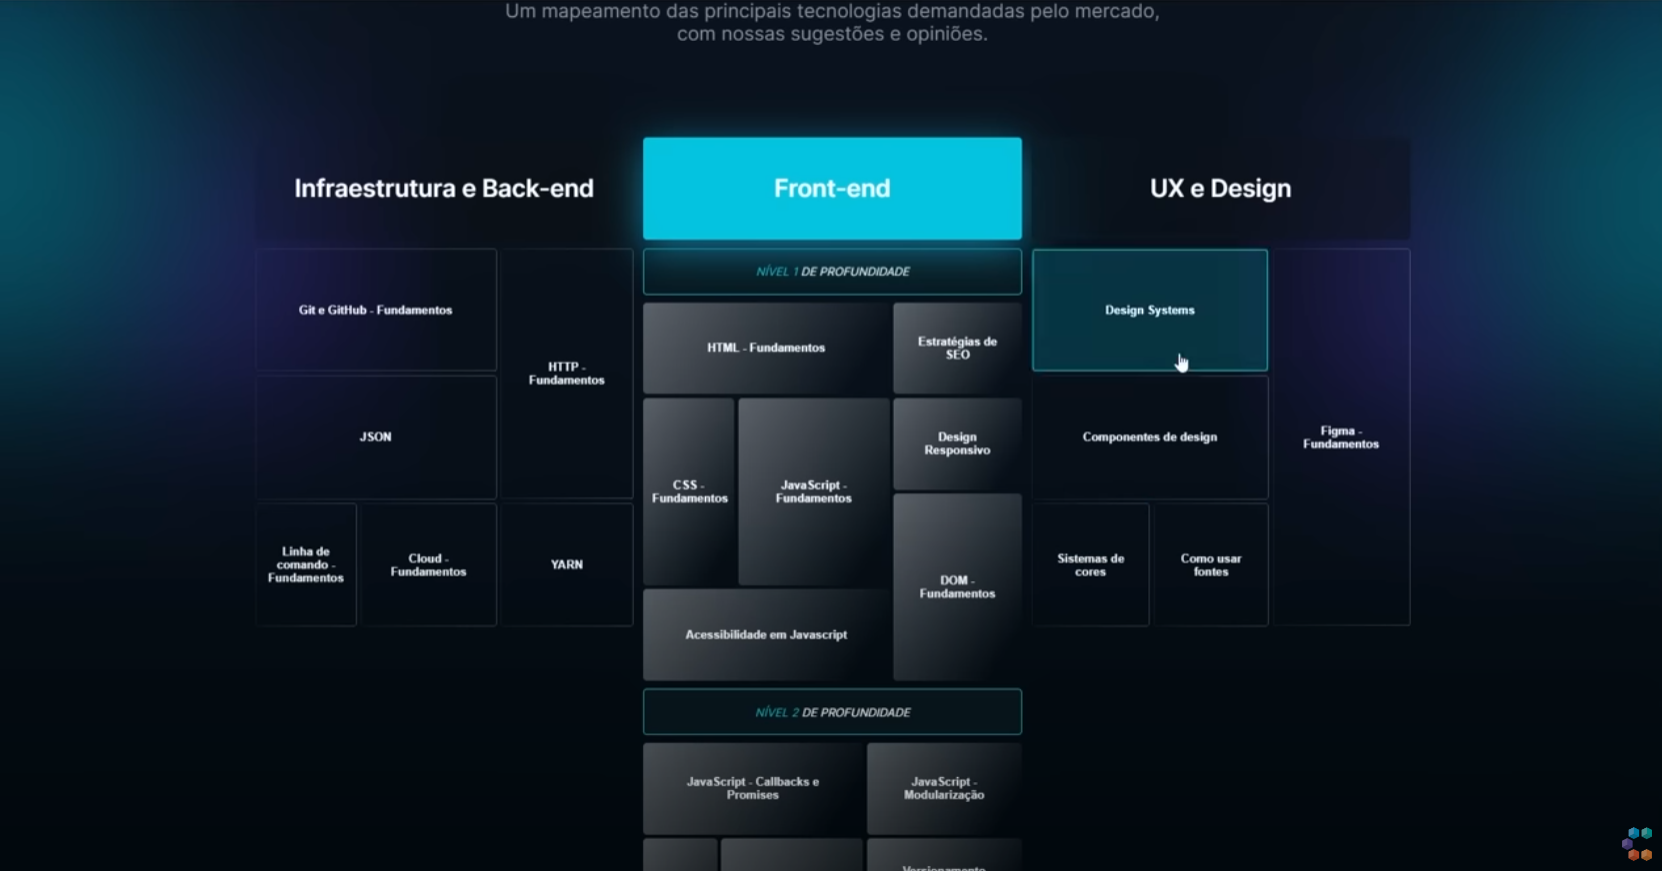 Um mapeamento das principais tecnologias demandadas pelo mercado,
com nossas sugestões e opiniões.
Infraestrutura e Back-end
Front-end
UX e Design
Git e GitHub - Fundamentos
HTTP -
Fundamentos
JSON
Linha de
comando -
Fundamentos
Cloud -
Fundamentos
YARN
NÍVEL 1 DE PROFUNDIDADE
HTML - Fundamentos
Estratégias de
SEO
CSS -
Fundamentos
JavaScript -
Fundamentos
Design
Responsivo
DOM -
Fundamentos
Acessibilidade em Javascript
NÍVEL 2 DE PROFUNDIDADE
JavaScript - Callbacks e
Promises
JavaScript -
Modularização
Versionamento
Design Systems
Componentes de design
Figma -
Fundamentos
Sistemas de
cores
Como usar
fontes